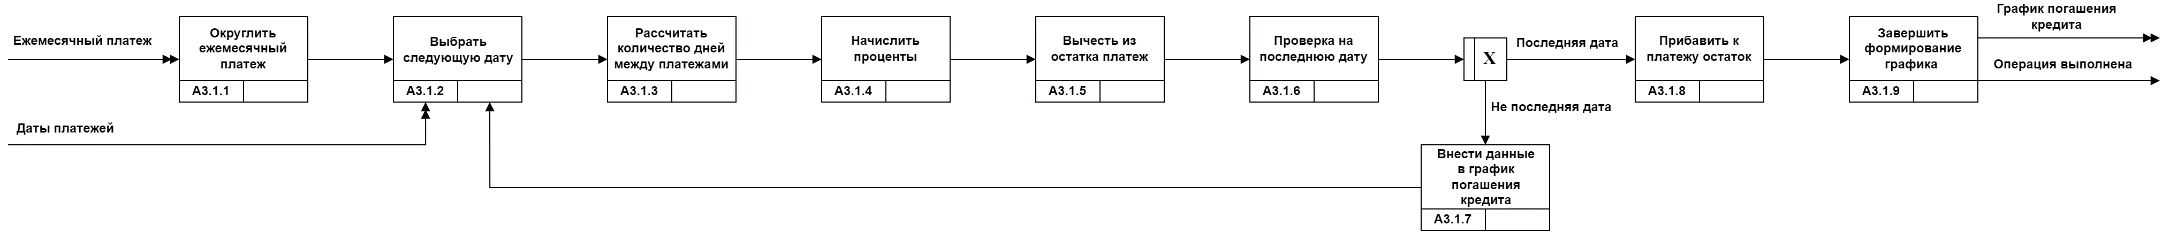 Ежемесячный платеж
Округлить
ежемесячный
платеж
А3.1.1
Выбрать
следующую дату
А3.1.2
Рассчитать
количество дней
между платежами
А3.1.3
Начислить
проценты
А3.1.4
Вычесть из
остатка платеж
А3.1.5
Проверка на
последнюю дату
А3.1.6
X
Последняя дата
Прибавить к
платежу остаток
А3.1.8
Завершить
формирование
графика
А3.1.9
График погашения
кредита
Операция выполнена
Даты платежей
Не последняя дата
Внести данные
в график
погашения
кредита
А3.1.7